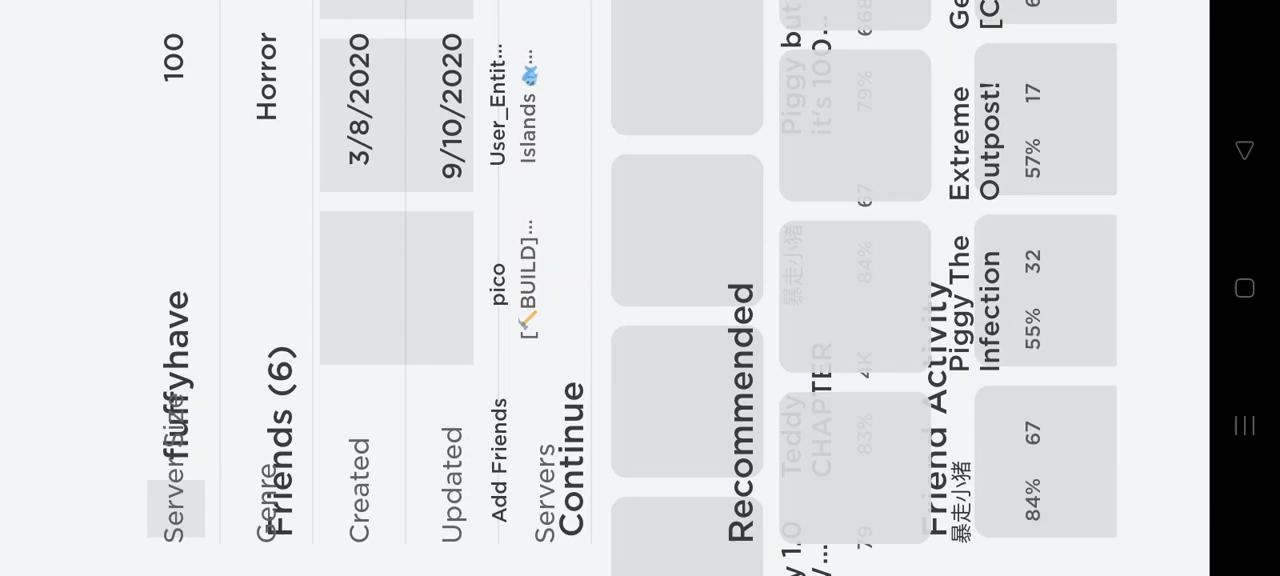 fluffyhave
Server Size 100
Genre Horror
Friends (6)
Created 3/8/2020
Updated 9/10/2020
Add Friends pico User_Entit...
[🔨BUILD]... Islands ...
Servers
Continue
Recommended
Teddy 暴走小猪 Piggy but
CHAPTER it's 100...
79 83% 4K 84% 67 79% 668
Friend Activity
暴走小猪 Piggy The Extreme
Infection Outpost!
84% 67 55% 32 57% 17